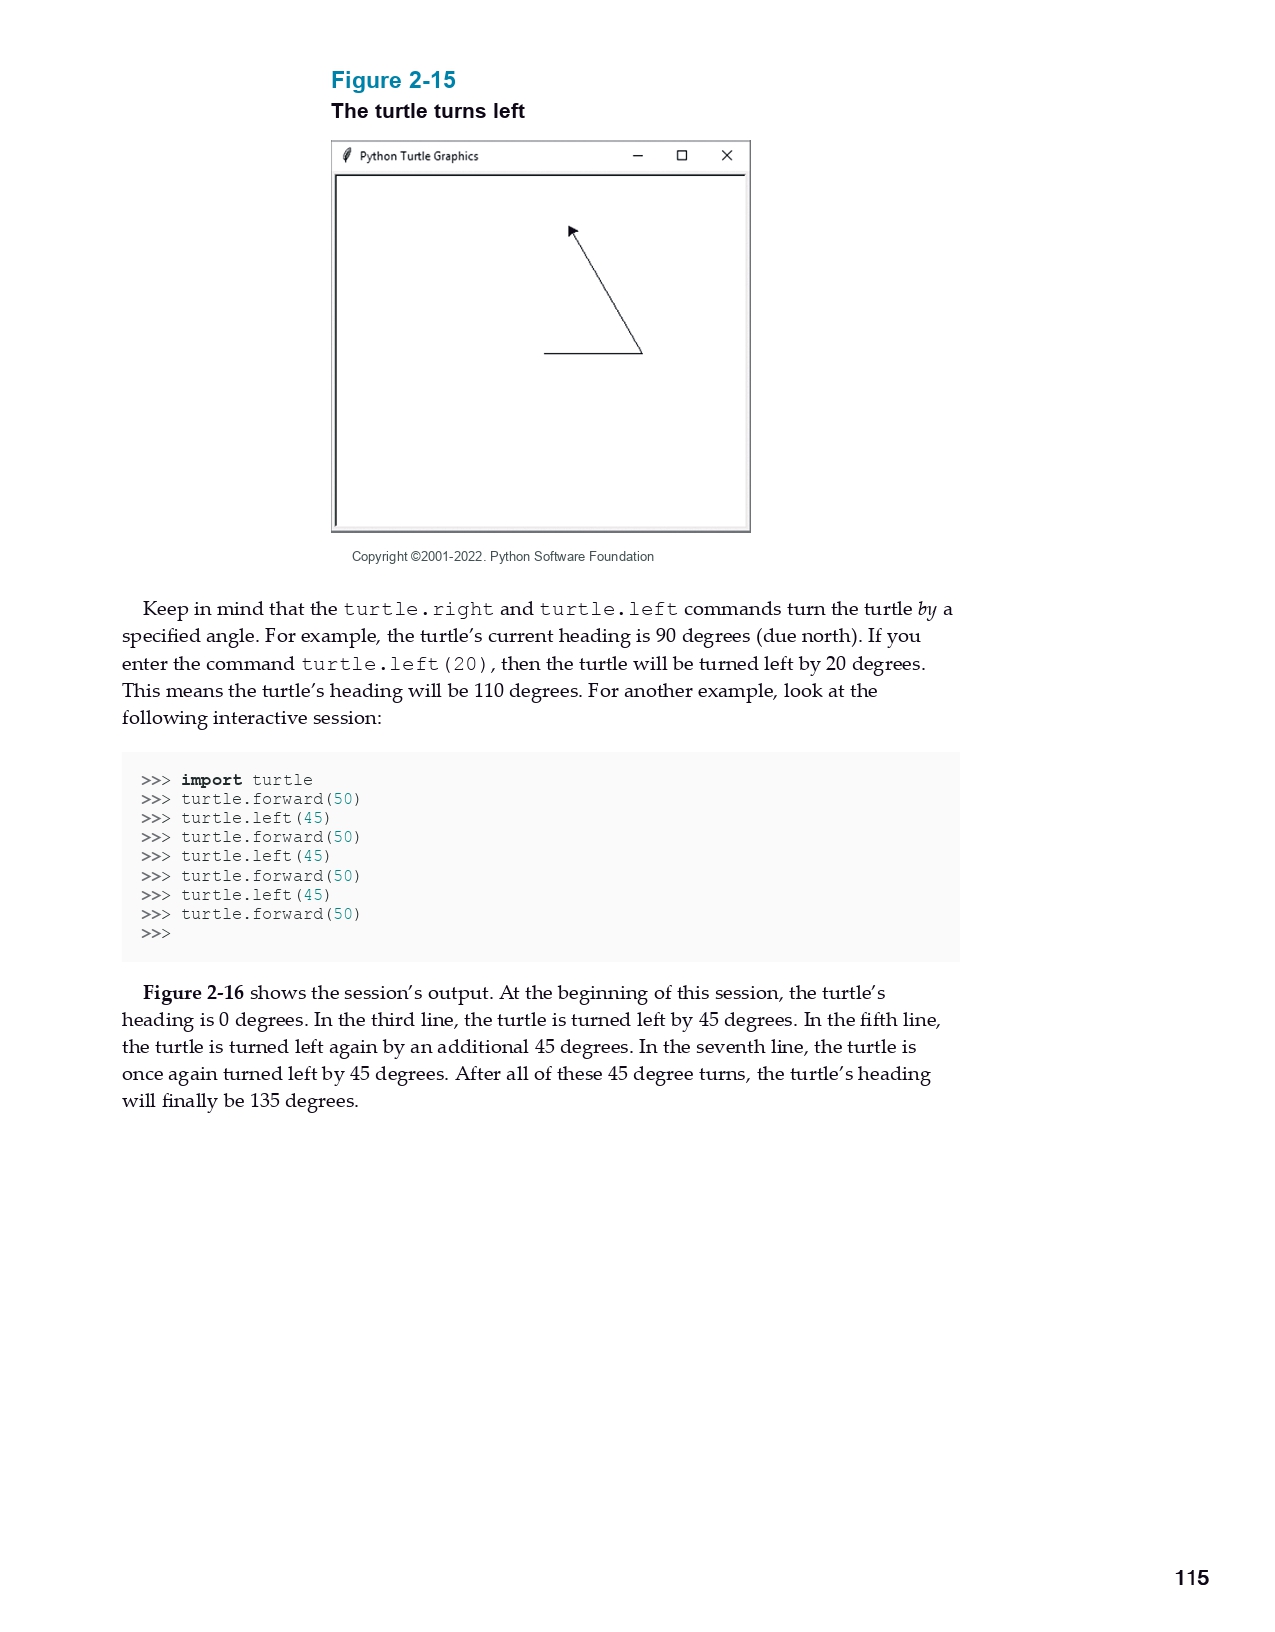 Figure 2-15
The turtle turns left
Python Turtle Graphics
Copyright ©2001-2022. Python Software Foundation
Keep in mind that the turtle.right and turtle.left commands turn the turtle by a
specified angle. For example, the turtle’s current heading is 90 degrees (due north). If you
enter the command turtle.left(20), then the turtle will be turned left by 20 degrees.
This means the turtle’s heading will be 110 degrees. For another example, look at the
following interactive session:
>>> import turtle
>>> turtle.forward(50)
>>> turtle.left(45)
>>> turtle.forward(50)
>>> turtle.left(45)
>>> turtle.forward(50)
>>> turtle.left(45)
>>> turtle.forward(50)
>>>
Figure 2-16 shows the session’s output. At the beginning of this session, the turtle’s
heading is 0 degrees. In the third line, the turtle is turned left by 45 degrees. In the fifth line,
the turtle is turned left again by an additional 45 degrees. In the seventh line, the turtle is
once again turned left by 45 degrees. After all of these 45 degree turns, the turtle’s heading
will finally be 135 degrees.
115